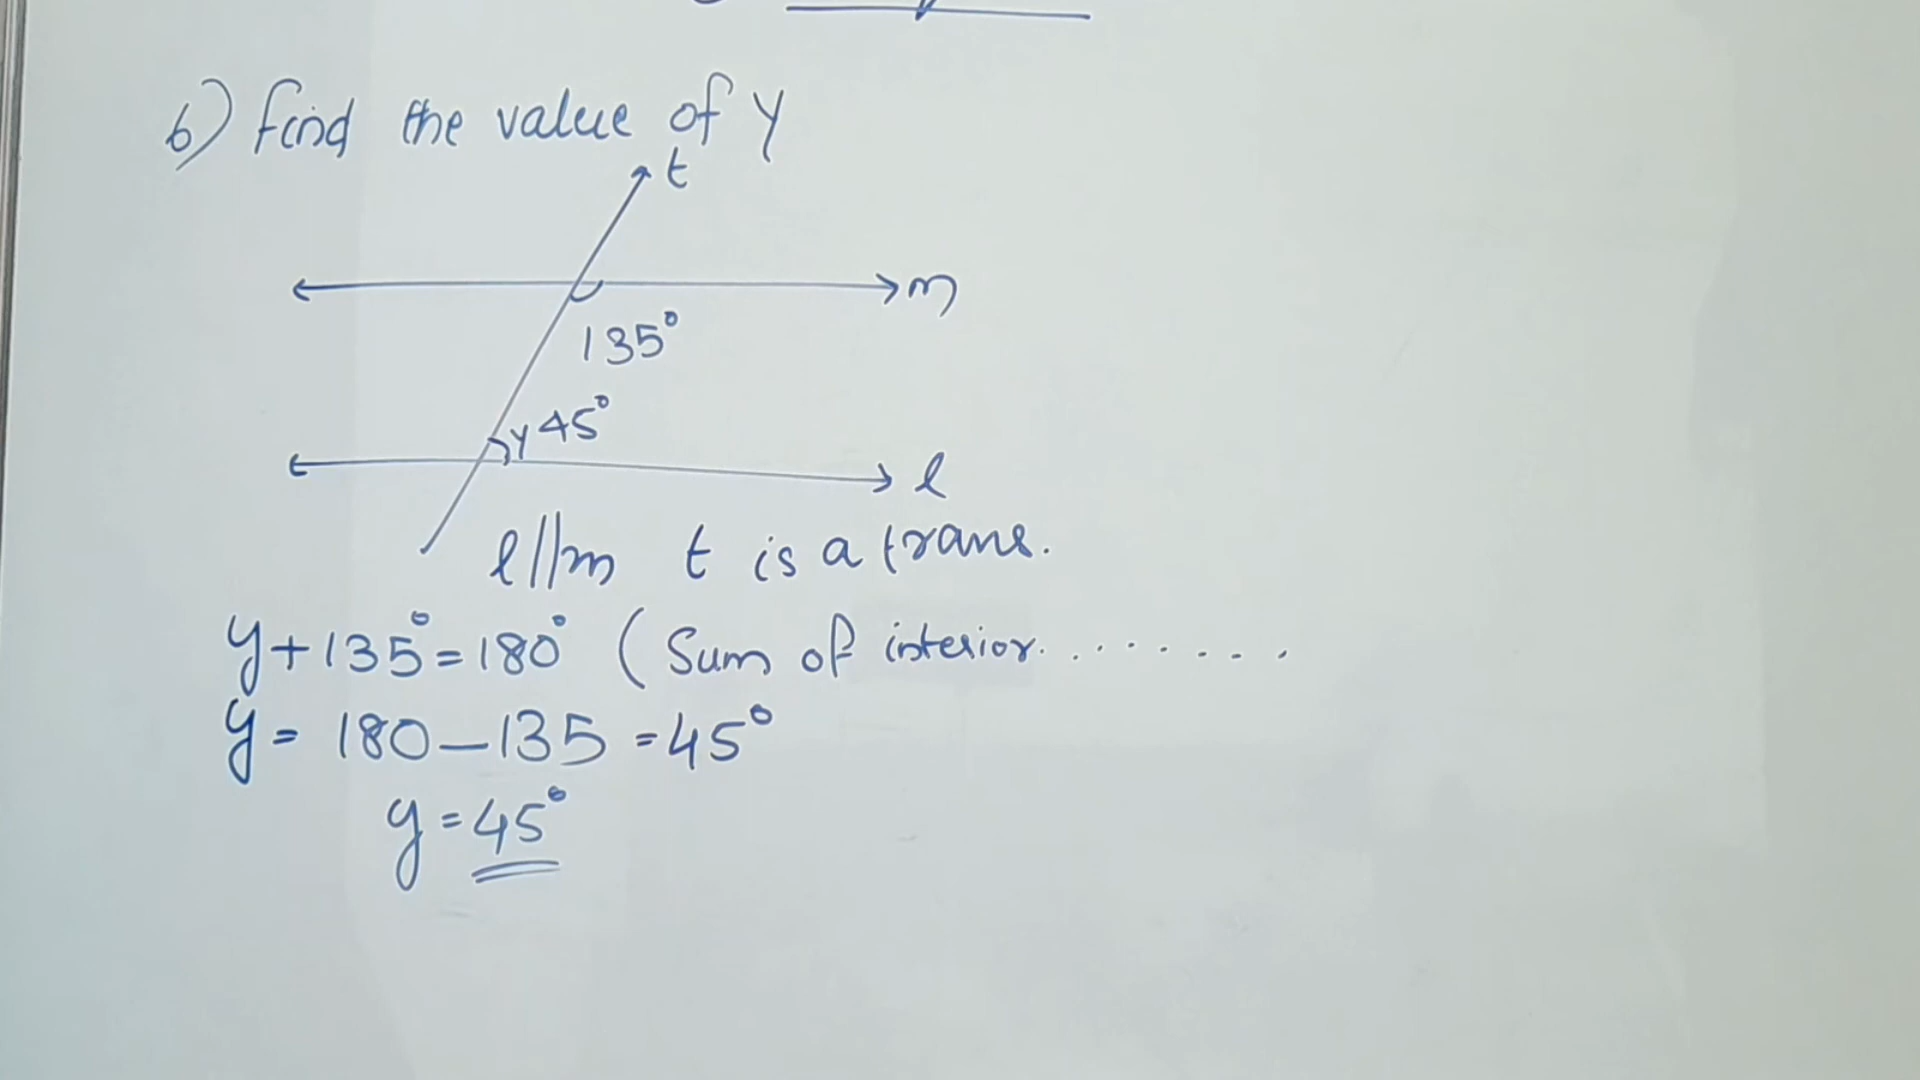 6) Find the value of y
t
m
135°
y 45°
l
l//m t is a trans.
y+135°=180° (Sum of interior. . . . . . . .
y= 180-135 =45°
y=45°